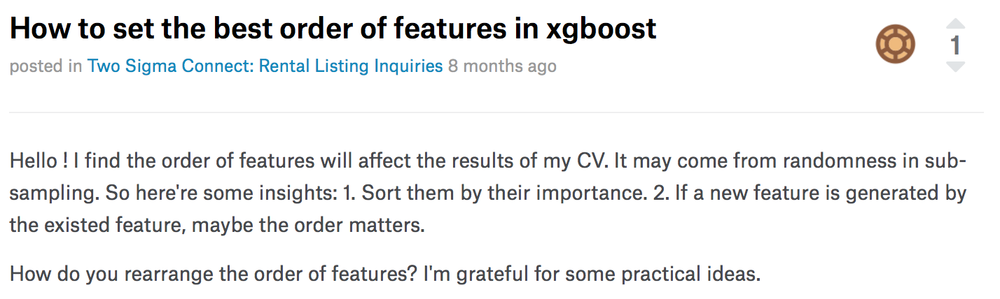 How to set the best order of features in xgboost
1
posted in Two Sigma Connect: Rental Listing Inquiries 8 months ago
Hello ! I find the order of features will affect the results of my CV. It may come from randomness in sub-
sampling. So here're some insights: 1. Sort them by their importance. 2. If a new feature is generated by
the existed feature, maybe the order matters.
How do you rearrange the order of features? I'm grateful for some practical ideas.